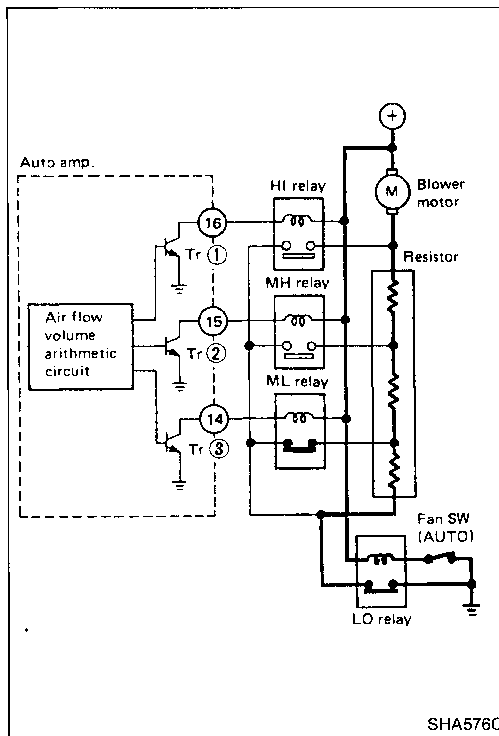 +
Auto amp.
HI relay
M
Blower
motor
16
Tr 1
Resistor
MH relay
Air flow
volume
arithmetic
circuit
15
Tr 2
ML relay
14
Tr 3
Fan SW
(AUTO)
LO relay
SHA576C